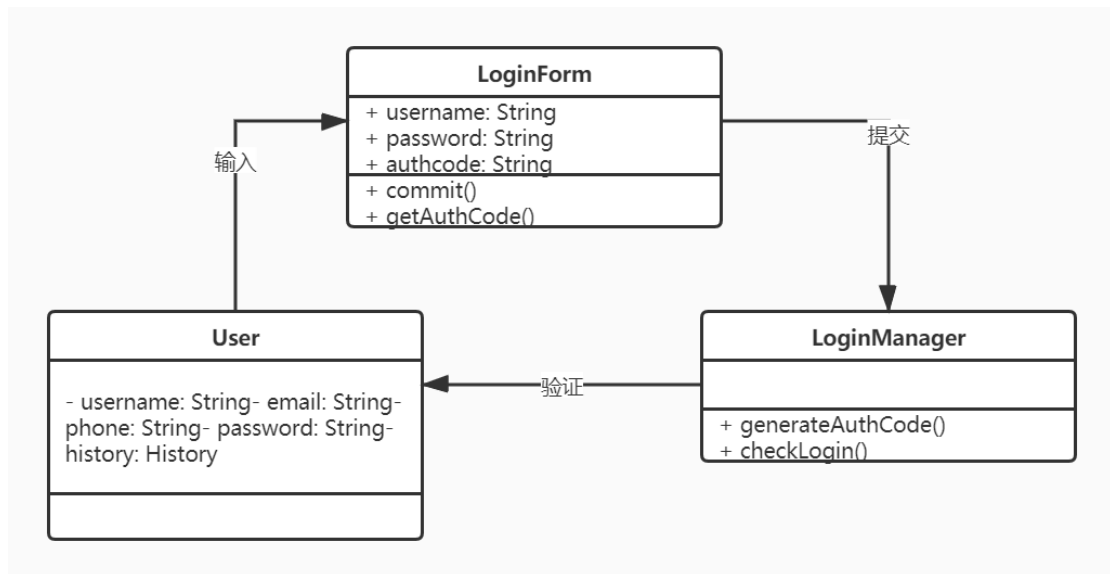 LoginForm
+ username: String
+ password: String
+ authcode: String
+ commit()
+ getAuthCode()
输入
提交
User
- username: String- email: String-
phone: String- password: String-
history: History
验证
LoginManager
+ generateAuthCode()
+ checkLogin()